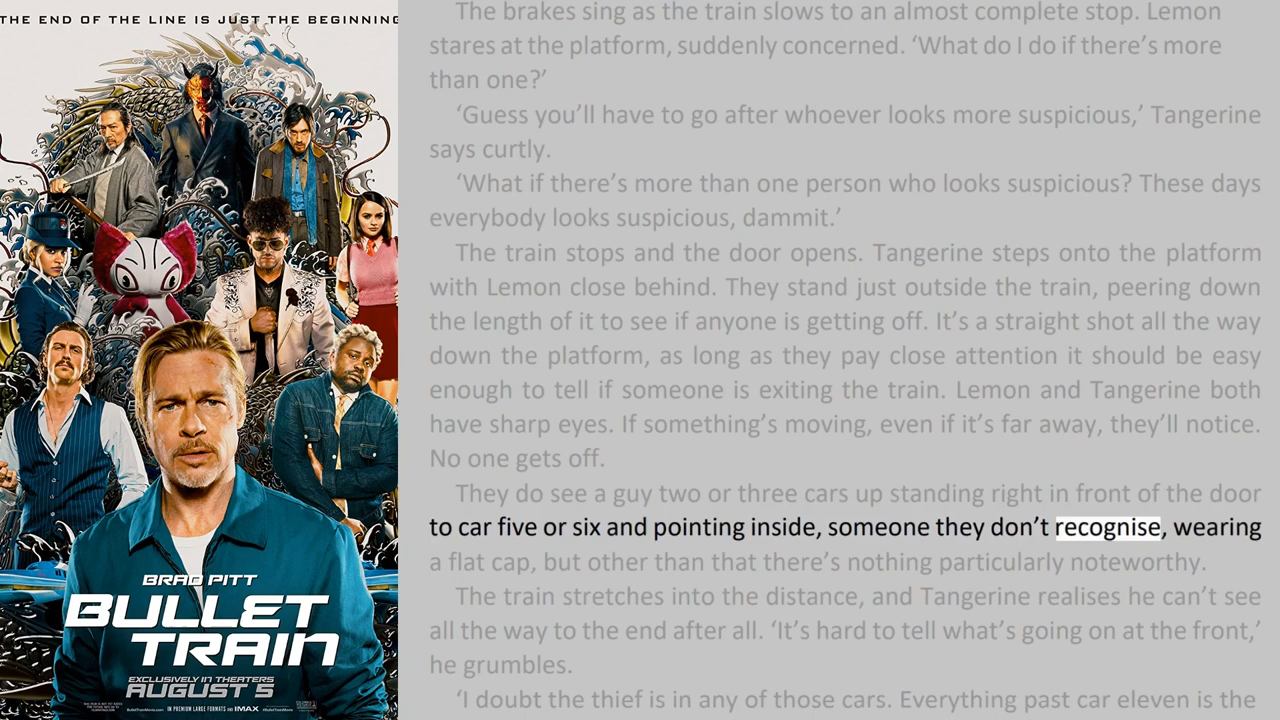 THE END OF THE LINE IS JUST THE BEGINNING
BRAD PITT
BULLET
TRAIN
EXCLUSIVELY IN THEATERS
AUGUST 5
BulletTrainMovie.com
IN PREMIUM LARGE FORMATS AND IMAX
#BulletTrainMovie
The brakes sing as the train slows to an almost complete stop. Lemon
stares at the platform, suddenly concerned. ‘What do I do if there’s more
than one?’
‘Guess you’ll have to go after whoever looks more suspicious,’ Tangerine
says curtly.
‘What if there’s more than one person who looks suspicious? These days
everybody looks suspicious, damnit.’
The train stops and the door opens. Tangerine steps onto the platform
with Lemon close behind. They stand just outside the train, peering down
the length of it to see if anyone is getting off. It’s a straight shot all the way
down the platform, as long as they pay close attention it should be easy
enough to tell if someone is exiting the train. Lemon and Tangerine both
have sharp eyes. If something’s moving, even if it’s far away, they’ll notice.
No one gets off.
They do see a guy two or three cars up standing right in front of the door
to car five or six and pointing inside, someone they don’t recognise, wearing
a flat cap, but other than that there’s nothing particularly noteworthy.
The train stretches into the distance, and Tangerine realises he can’t see
all the way to the end after all. ‘It’s hard to tell what’s going on at the front,’
he grumbles.
‘I doubt the thief is in one of those cars. Everything past car eleven is the